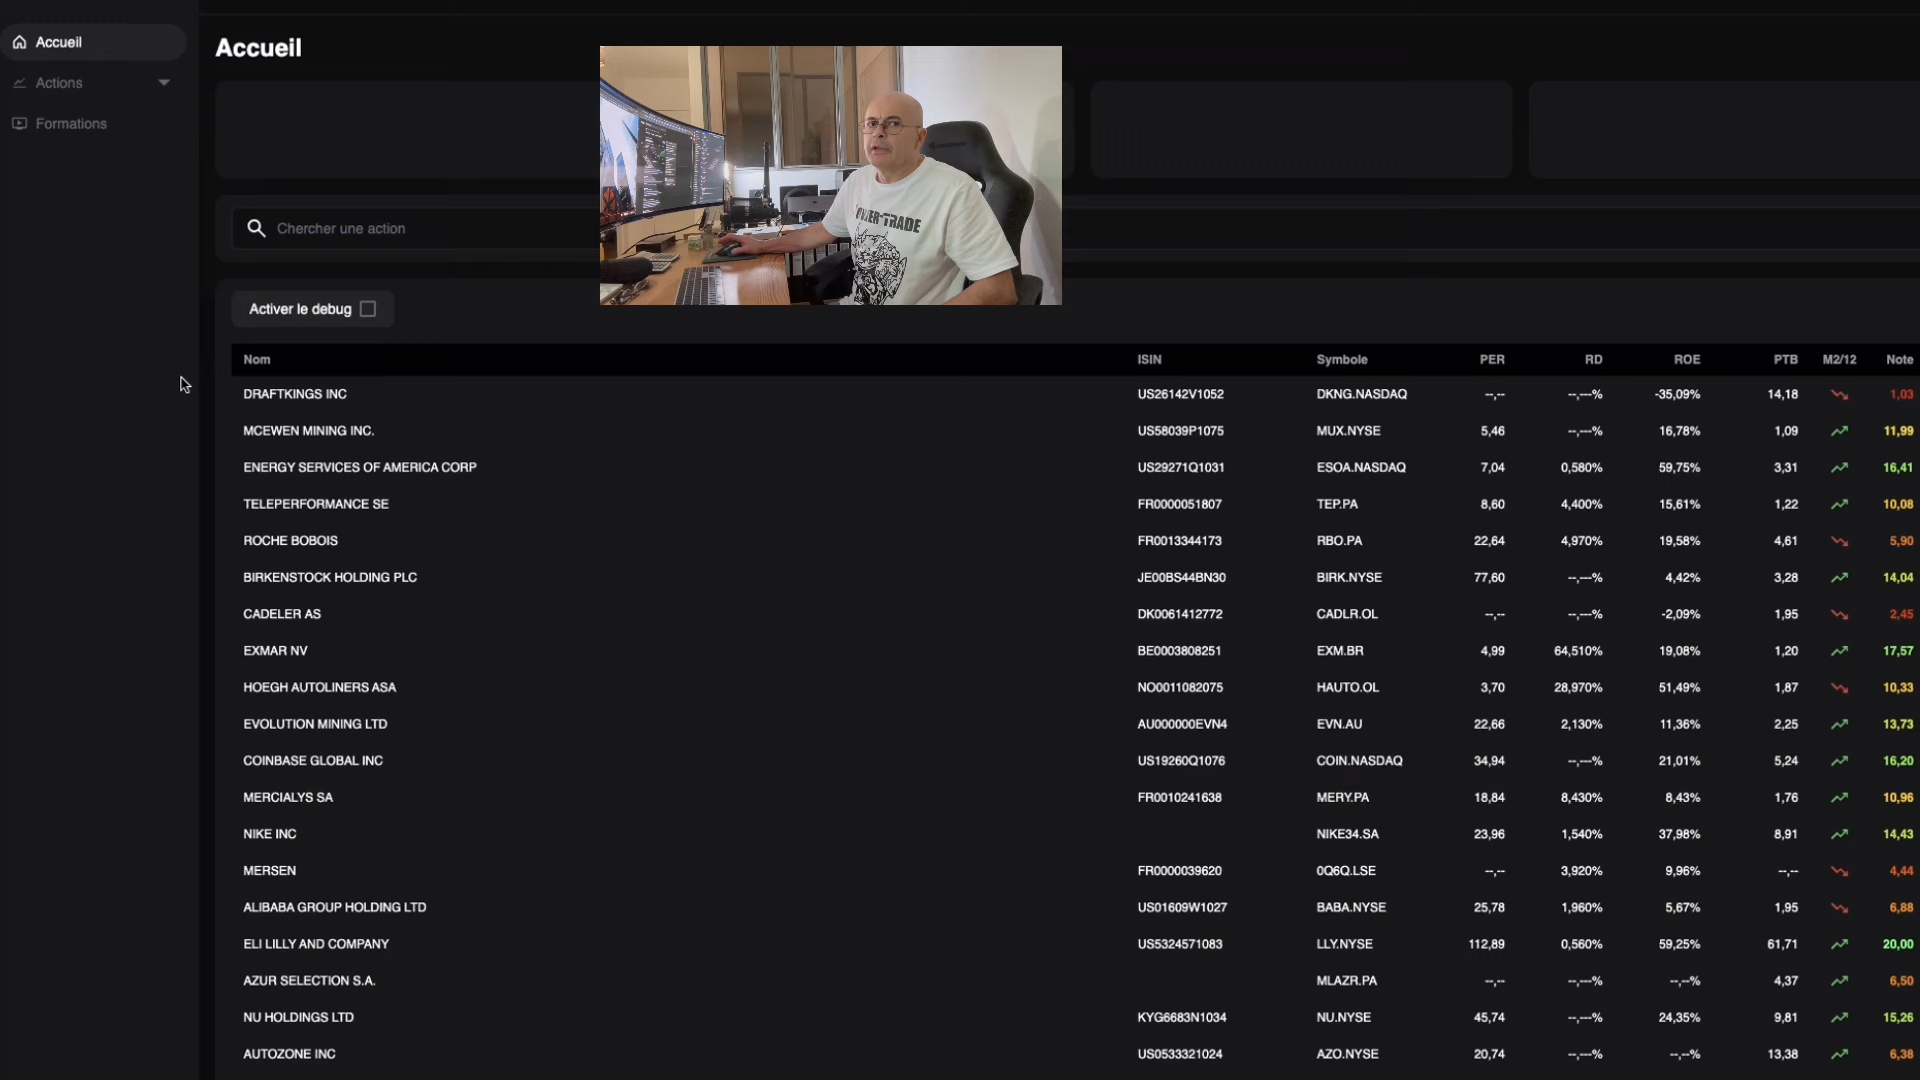 Accueil
Actions
Formations
Accueil
Chercher une action
POWER-TRADE
Activer le debug
Nom ISIN Symbole PER RD ROE PTB M2/12 Note
DRAFTKINGS INC US26142V1052 DKNG.NASDAQ --,-- --,---% -35,09% 14,18 1,03
MCEWEN MINING INC. US58039P1075 MUX.NYSE 5,46 --,---% 16,78% 1,09 11,99
ENERGY SERVICES OF AMERICA CORP US29271Q1031 ESOA.NASDAQ 7,04 0,580% 59,75% 3,31 16,41
TELEPERFORMANCE SE FR0000051807 TEP.PA 8,60 4,400% 15,61% 1,22 10,08
ROCHE BOBOIS FR0013344173 RBO.PA 22,64 4,970% 19,58% 4,61 5,90
BIRKENSTOCK HOLDING PLC JE00BS44BN30 BIRK.NYSE 77,60 --,---% 4,42% 3,28 14,04
CADELER AS DK0061412772 CADLR.OL --,-- --,---% -2,09% 1,95 2,45
EXMAR NV BE0003808251 EXM.BR 4,99 64,510% 19,08% 1,20 17,57
HOEGH AUTOLINERS ASA NO0011082075 HAUTO.OL 3,70 28,970% 51,49% 1,87 10,33
EVOLUTION MINING LTD AU000000EVN4 EVN.AU 22,66 2,130% 11,36% 2,25 13,73
COINBASE GLOBAL INC US19260Q1076 COIN.NASDAQ 34,94 --,---% 21,01% 5,24 16,20
MERCIALYS SA FR0010241638 MERY.PA 18,84 8,430% 8,43% 1,76 10,96
NIKE INC NIKE34.SA 23,96 1,540% 37,98% 8,91 14,43
MERSEN FR0000039620 0Q6Q.LSE --,-- 3,920% 9,96% --,-- 4,44
ALIBABA GROUP HOLDING LTD US01609W1027 BABA.NYSE 25,78 1,960% 5,67% 1,95 6,88
ELI LILLY AND COMPANY US5324571083 LLY.NYSE 112,89 0,560% 59,25% 61,71 20,00
AZUR SELECTION S.A. MLAZR.PA --,-- --,---% --,--% 4,37 6,50
NU HOLDINGS LTD KYG6683N1034 NU.NYSE 45,74 --,---% 24,35% 9,81 15,26
AUTOZONE INC US0533321024 AZO.NYSE 20,74 --,---% --,--% 13,38 6,38